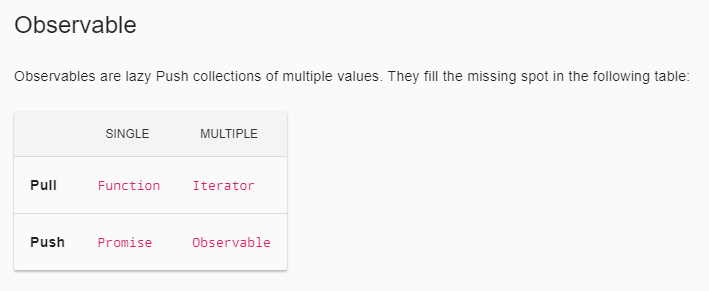 Observable
Observables are lazy Push collections of multiple values. They fill the missing spot in the following table:
SINGLE MULTIPLE
Pull Function Iterator
Push Promise Observable